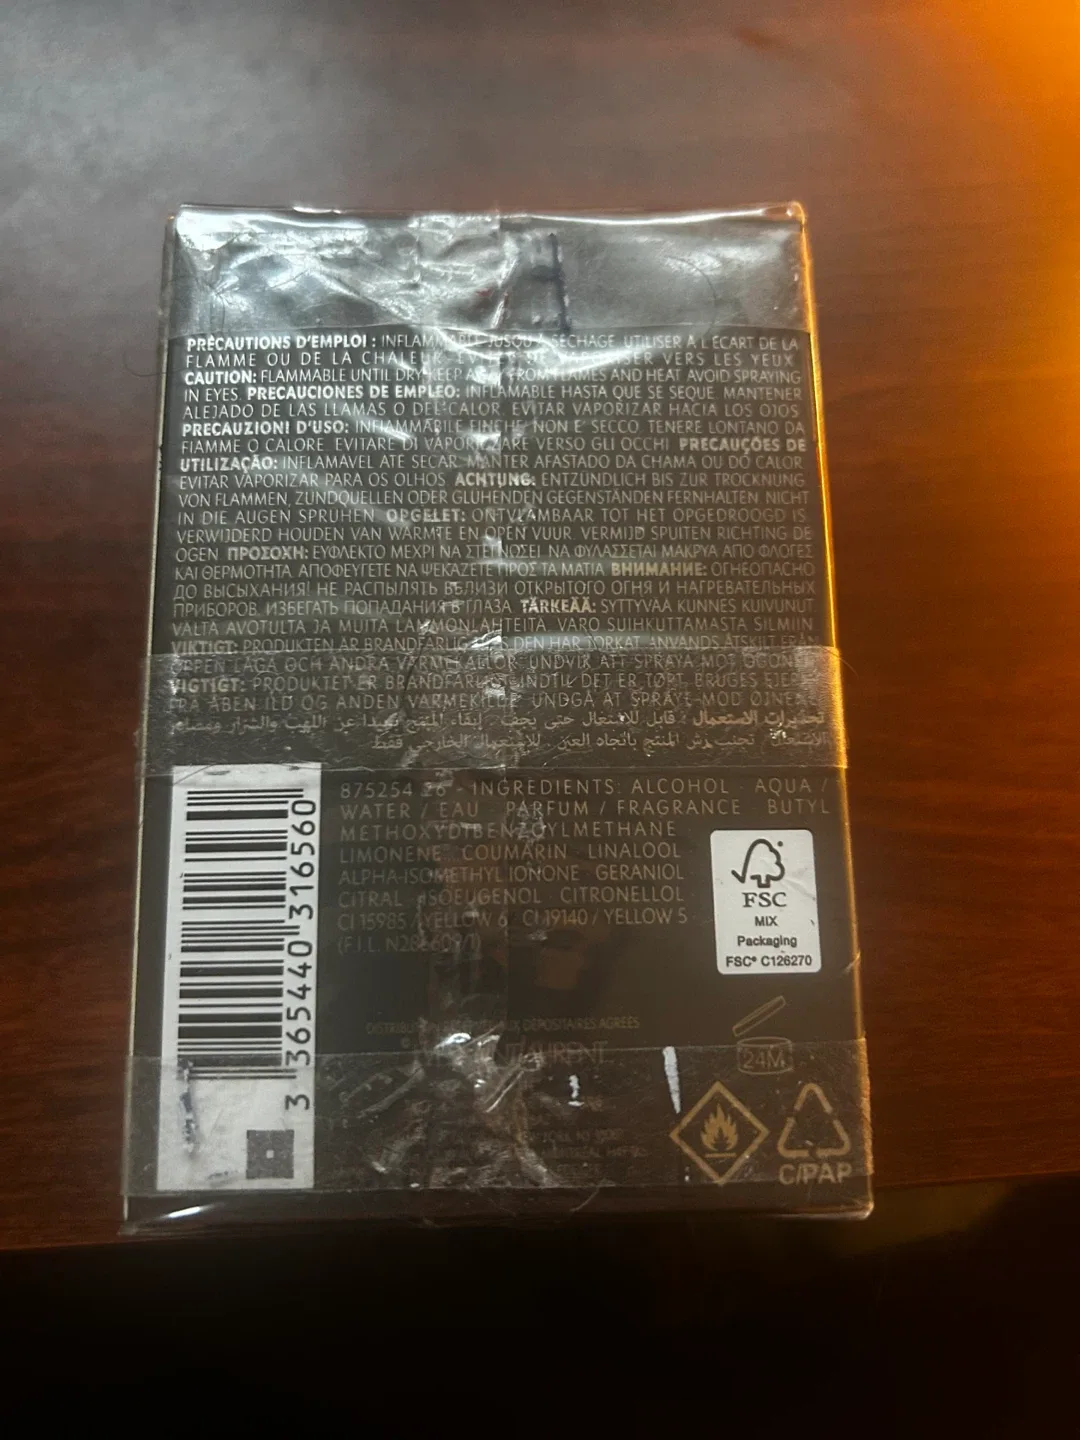 PRÉCAUTIONS D'EMPLOI : INFLAMMABLE JUSQU'À SÉCHAGE. UTILISER À L'ÉCART DE LA
FLAMME OU DE LA CHALEUR. ÉVITER DE VAPORISER VERS LES YEUX.
CAUTION: FLAMMABLE UNTIL DRY. KEEP AWAY FROM FLAMES AND HEAT. AVOID SPRAYING
IN EYES. PRECAUCIONES DE EMPLEO: INFLAMABLE HASTA QUE SE SEQUE. MANTENER
ALEJADO DE LAS LLAMAS O DEL CALOR. EVITAR VAPORIZAR HACIA LOS OJOS.
PRECAUZIONI D'USO: INFIAMMABILE FINCHÉ NON È SECCO. TENERE LONTANO DA
FIAMME O CALORE. EVITARE DI VAPORIZZARE VERSO GLI OCCHI. PRECAUÇÕES DE
UTILIZAÇÃO: INFLAMÁVEL ATÉ SECAR. MANTER AFASTADO DA CHAMA OU DO CALOR.
EVITAR VAPORIZAR PARA OS OLHOS. ACHTUNG: ENTZÜNDLICH BIS ZUR TROCKNUNG.
VON FLAMMEN, ZÜNDQUELLEN ODER GLÜHENDEN GEGENSTÄNDEN FERNHALTEN. NICHT
IN DIE AUGEN SPRÜHEN. OPGELET: ONTVLAMBAAR TOT HET OPGEDROOGD IS.
VERWIJDERD HOUDEN VAN WARMTE EN OPEN VUUR. VERMIJD SPUITEN RICHTING DE
OGEN. ΠΡΟΣΟΧΗ: ΕΥΦΛΕΚΤΟ ΜΕΧΡΙ ΝΑ ΣΤΕΓΝΩΣΕΙ. ΝΑ ΦΥΛΑΣΣΕΤΑΙ ΜΑΚΡΥΑ ΑΠΟ ΦΛΟΓΕΣ
ΚΑΙ ΘΕΡΜΟΤΗΤΑ. ΑΠΟΦΕΥΓΕΤΕ ΝΑ ΨΕΚΑΖΕΤΕ ΠΡΟΣ ΤΑ ΜΑΤΙΑ. ВНИМАНИЕ: ОГНЕОПАСНО
ДО ВЫСЫХАНИЯ! НЕ РАСПЫЛЯТЬ ВБЛИЗИ ОТКРЫТОГО ОГНЯ И НАГРЕВАТЕЛЬНЫХ
ПРИБОРОВ. ИЗБЕГАТЬ ПОПАДАНИЯ В ГЛАЗА. TÄRKEÄÄ: SYTTYVÄÄ KUNNES KUIVUNUT.
VÄLTÄ AVOTULTA JA MUITA LÄMMÖNLÄHTEITÄ. VARO SUIHKUTTAMASTA SILMIIN.
VIKTIGT: PRODUKTEN ÄR BRANDFARLIG TILLS DEN HAR TORKAT. ANVÄNDS ÅTSKILT FRÅN
ÖPPEN LÅGA OCH ANDRA VÄRMEKÄLLOR. UNDVIK ATT SPRAYA MOT ÖGONEN.
VIGTIGT: PRODUKTET ER BRANDFARLIGT INDTIL DET ER TØRT. BRUGES FJERNT
FRA ÅBEN ILD OG ANDEN VARMEKILDE. UNDGÅ AT SPRAYE MOD ØJNENE.
تحذيرات الاستعمال : قابل للاشتعال حتى يجف . إبقاء المنتج بعيدا عن اللهب والشرار ومصادر
الاشتعال . تجنب رش المنتج باتجاه العين . للاستعمال الخارجي فقط
875254 26 - INGREDIENTS: ALCOHOL · AQUA /
WATER / EAU · PARFUM / FRAGRANCE · BUTYL
METHOXYDIBENZOYLMETHANE
LIMONENE · COUMARIN · LINALOOL
ALPHA-ISOMETHYL IONONE · GERANIOL
CITRAL · ISOEUGENOL · CITRONELLOL
CI 15985 / YELLOW 6 · CI 19140 / YELLOW 5
(F.I.L. N286609/1)
FSC
MIX
Packaging
FSC® C126270
3 365440 316560
AUX DÉPOSITAIRES AGRÉÉS
LAURENT
24M
C/PAP